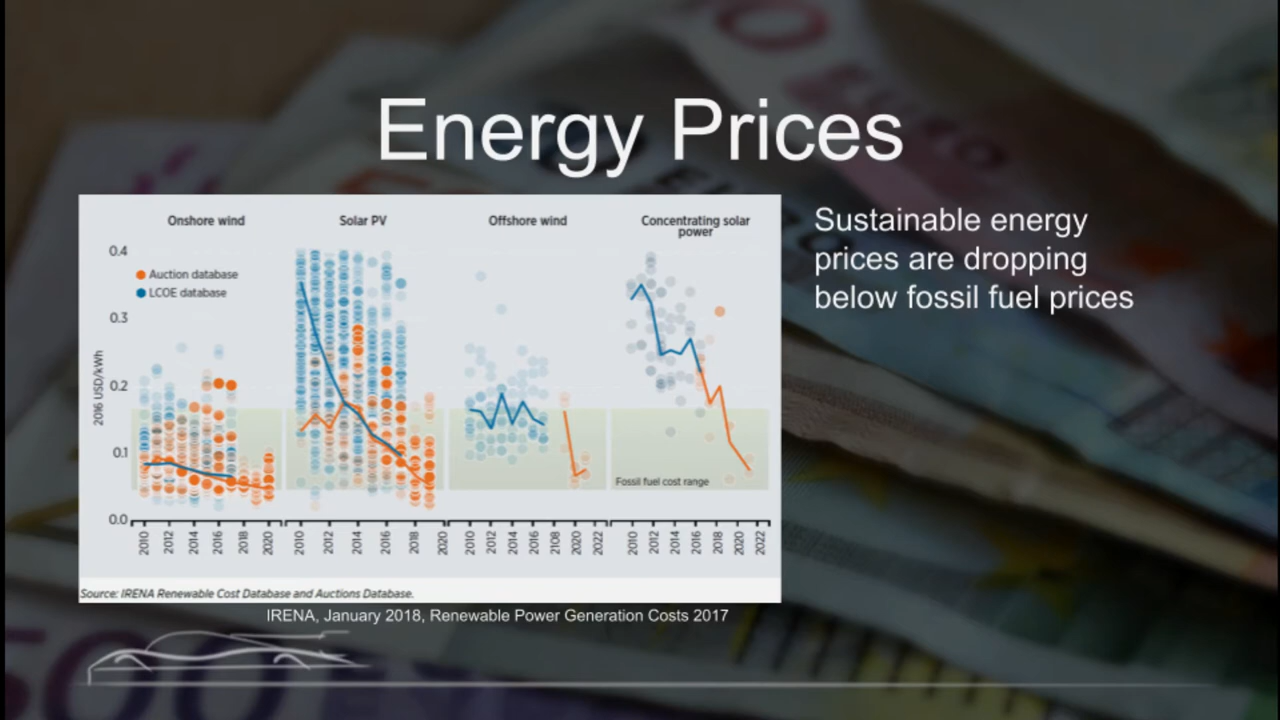 Energy Prices
Onshore wind
Solar PV
Offshore wind
Concentrating solar
power
Sustainable energy
prices are dropping
below fossil fuel prices
0.4
0.3
0.2
0.1
0.0
2016 USD/kWh
Auction database
LCOE database
Fossil fuel cost range
2010 2012 2014 2016 2018 2020
2010 2012 2014 2016 2018 2020
2010 2012 2014 2016 2108 2020 2022
2010 2012 2014 2016 2018 2020 2022
Source: IRENA Renewable Cost Database and Auctions Database.
IRENA, January 2018, Renewable Power Generation Costs 2017